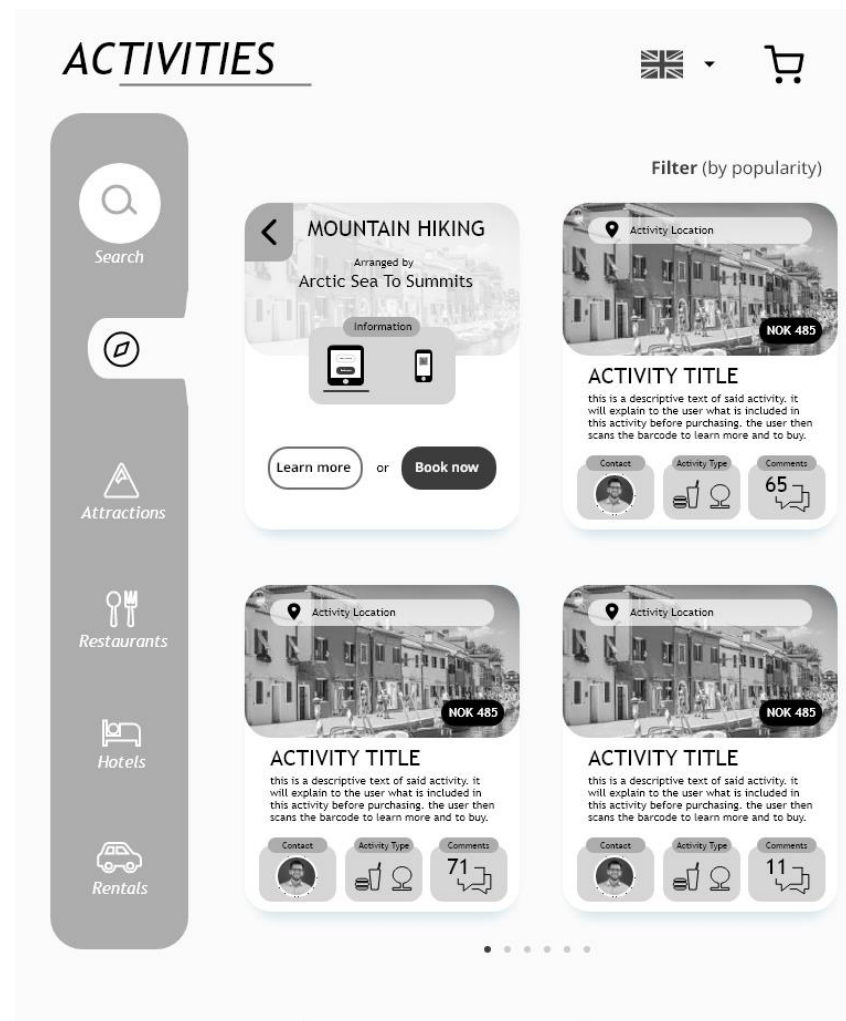 ACTIVITIES
Filter (by popularity)
Search
Attractions
Restaurants
Hotels
Rentals
MOUNTAIN HIKING
Arranged by
Arctic Sea To Summits
Information
Learn more
or
Book now
Activity Location
NOK 485
ACTIVITY TITLE
this is a descriptive text of said activity. it
will explain to the user what is included in
this activity before purchasing. the user then
scans the barcode to learn more and to buy.
Contact
Activity Type
Comments
65
Activity Location
NOK 485
ACTIVITY TITLE
this is a descriptive text of said activity. it
will explain to the user what is included in
this activity before purchasing. the user then
scans the barcode to learn more and to buy.
Contact
Activity Type
Comments
71
Activity Location
NOK 485
ACTIVITY TITLE
this is a descriptive text of said activity. it
will explain to the user what is included in
this activity before purchasing. the user then
scans the barcode to learn more and to buy.
Contact
Activity Type
Comments
11